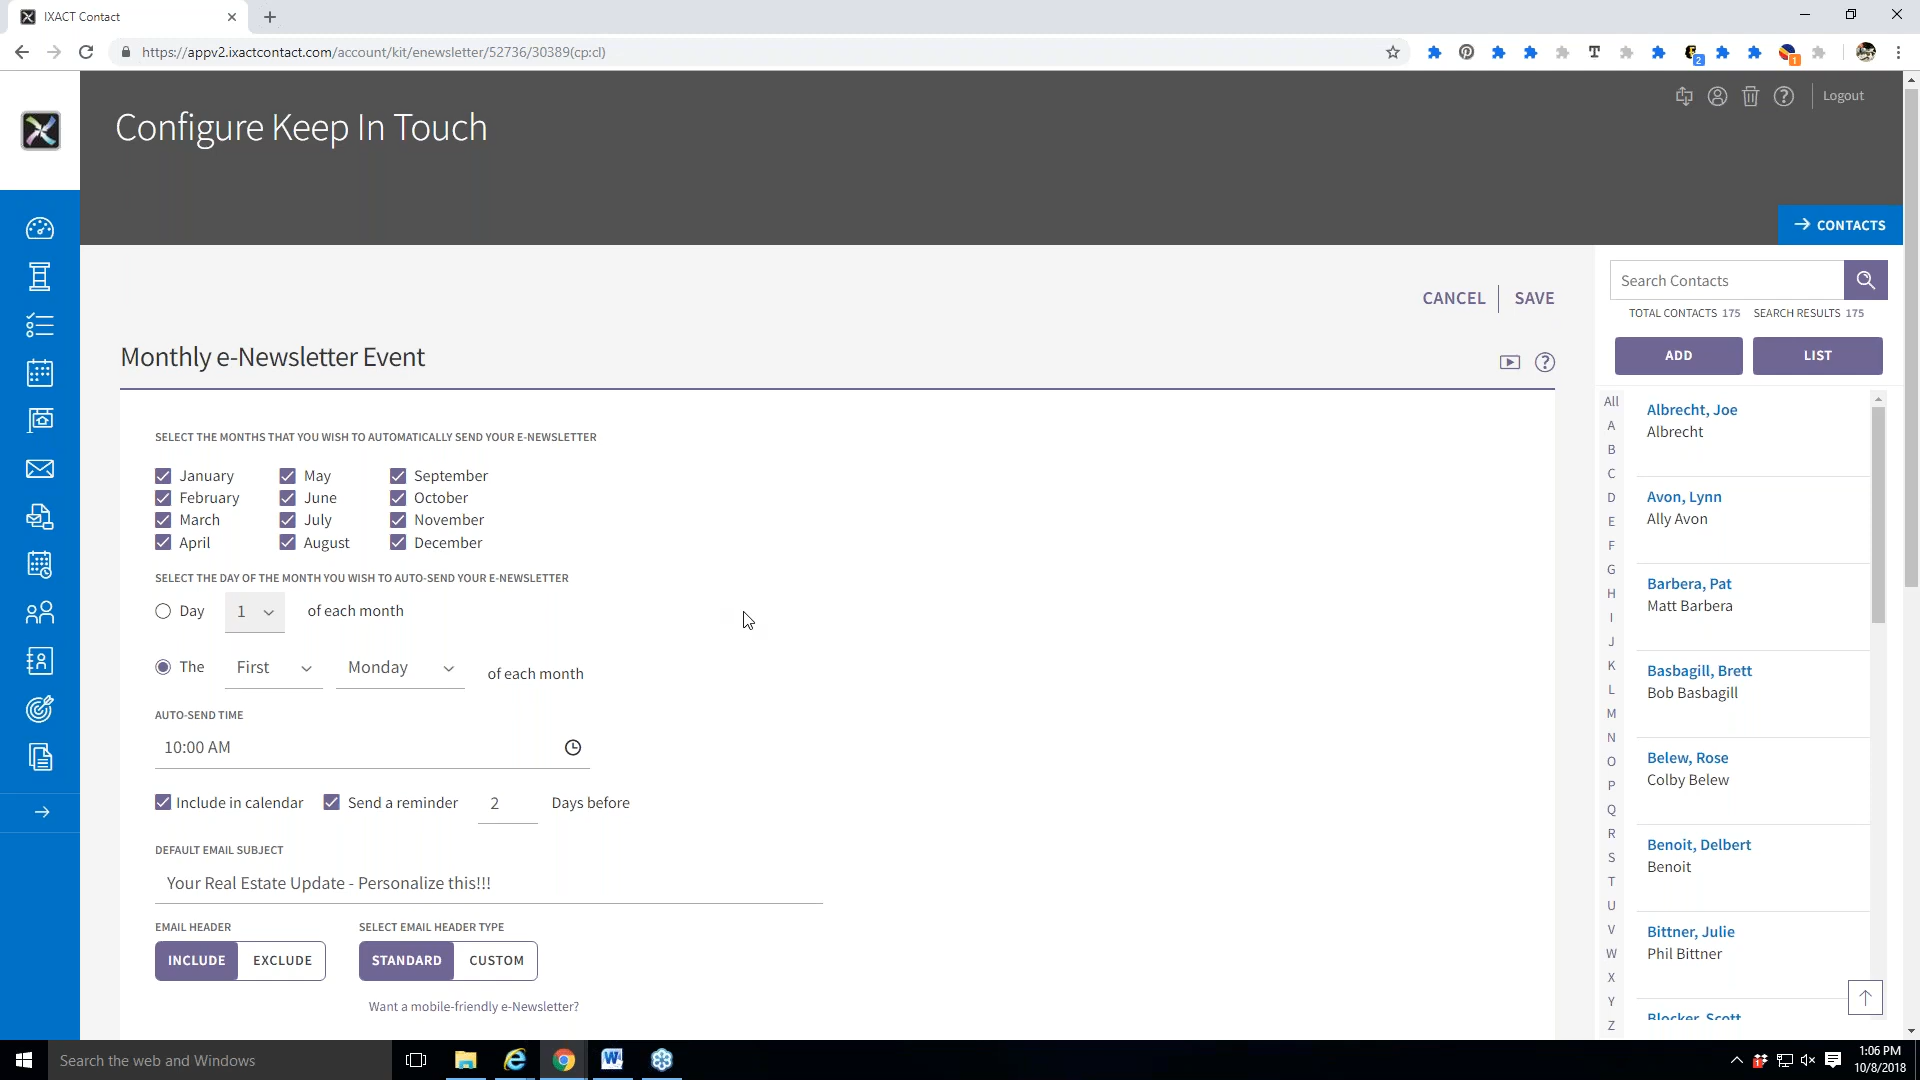 IXACT Contact
https://appv2.ixactcontact.com/account/kit/enewsletter/52736/30389(cp:cl)
T
2
1
Configure Keep In Touch
Logout
CONTACTS
CANCEL
SAVE
Monthly e-Newsletter Event
SELECT THE MONTHS THAT YOU WISH TO AUTOMATICALLY SEND YOUR E-NEWSLETTER
January
May
September
February
June
October
March
July
November
April
August
December
SELECT THE DAY OF THE MONTH YOU WISH TO AUTO-SEND YOUR E-NEWSLETTER
Day 1 of each month
The First Monday of each month
AUTO-SEND TIME
10:00 AM
Include in calendar
Send a reminder 2 Days before
DEFAULT EMAIL SUBJECT
Your Real Estate Update - Personalize this!!!
EMAIL HEADER
SELECT EMAIL HEADER TYPE
INCLUDE
EXCLUDE
STANDARD
CUSTOM
Want a mobile-friendly e-Newsletter?
Search Contacts
TOTAL CONTACTS 175
SEARCH RESULTS 175
ADD
LIST
All
A
B
C
D
E
F
G
H
I
J
K
L
M
N
O
P
Q
R
S
T
U
V
W
X
Y
Z
Albrecht, Joe
Albrecht
Avon, Lynn
Ally Avon
Barbera, Pat
Matt Barbera
Basbagill, Brett
Bob Basbagill
Belew, Rose
Colby Belew
Benoit, Delbert
Benoit
Bittner, Julie
Phil Bittner
Blocker, Scott
Search the web and Windows
1:06 PM
10/8/2018